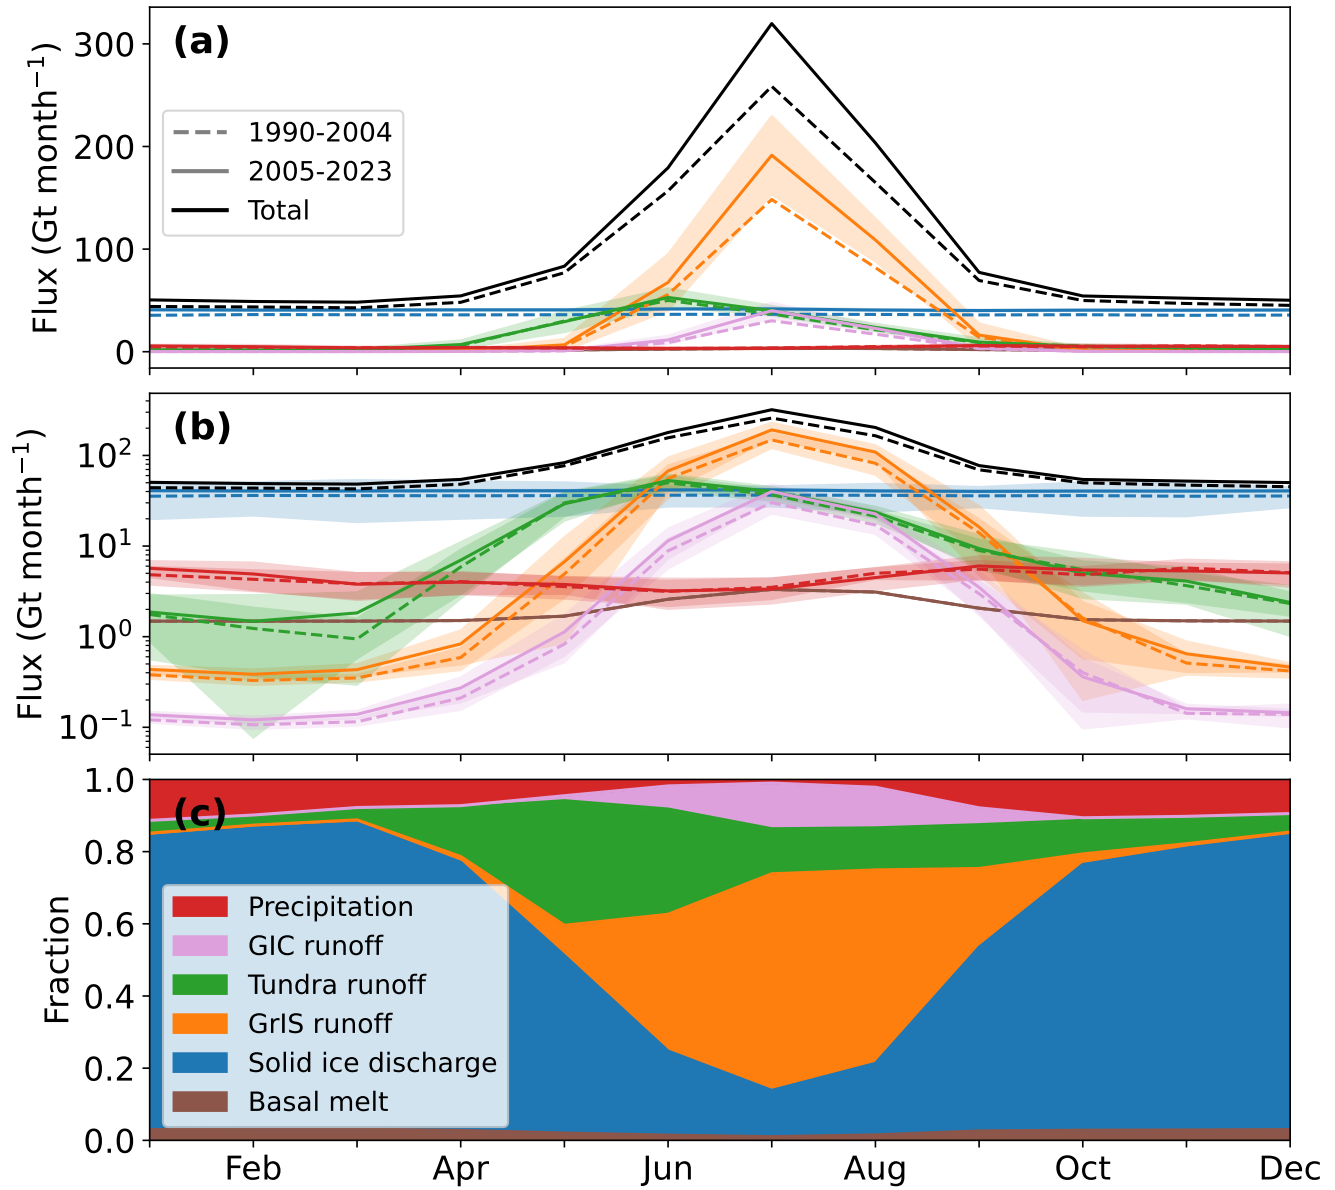 (a)
300
200
100
0
Flux (Gt month⁻¹)
1990-2004
2005-2023
Total
(b)
10²
10¹
10⁰
10⁻¹
Flux (Gt month⁻¹)
(c)
1.0
0.8
0.6
0.4
0.2
0.0
Fraction
Precipitation
GIC runoff
Tundra runoff
GrIS runoff
Solid ice discharge
Basal melt
Feb Apr Jun Aug Oct Dec